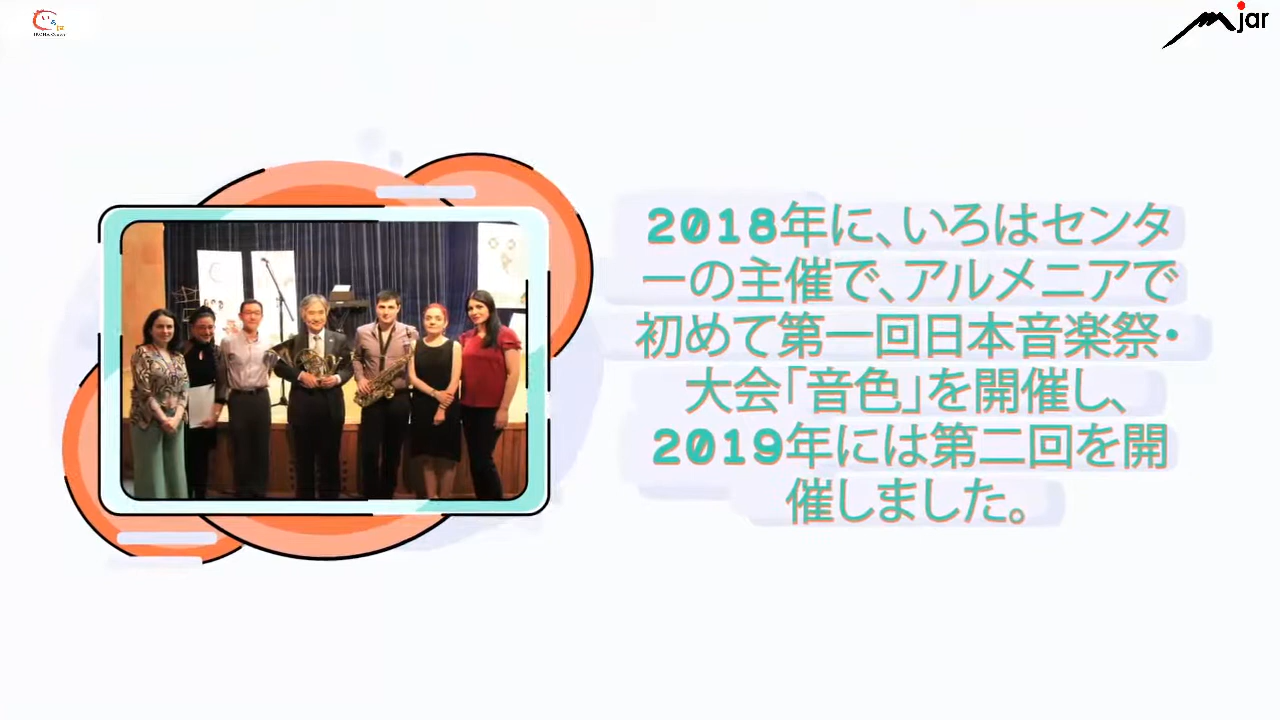 jar
2018年に、いろはセンタ
ーの主催で、アルメニアで
初めて第一回日本音楽祭・
大会「音色」を開催し、
2019年には第二回を開
催しました。